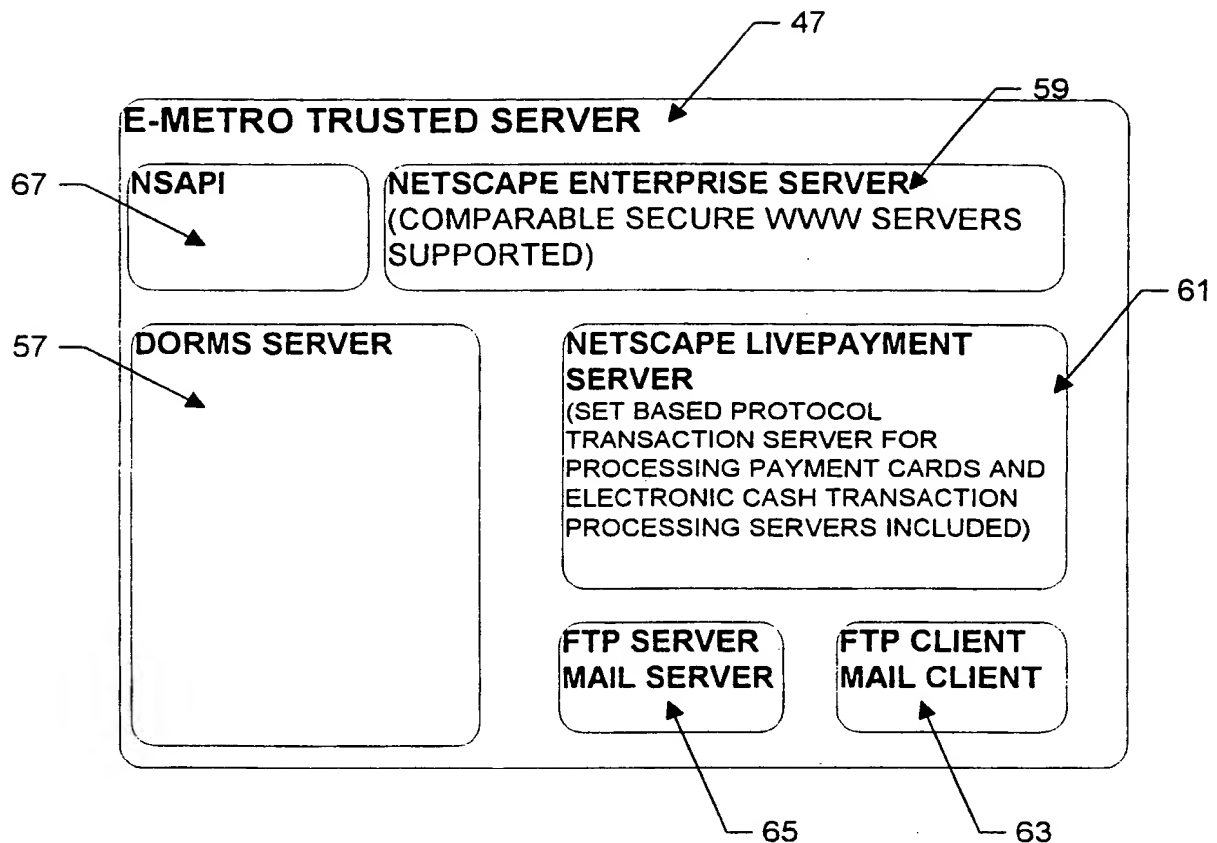 47
E-METRO TRUSTED SERVER
59
67
NSAPI
NETSCAPE ENTERPRISE SERVER
(COMPARABLE SECURE WWW SERVERS
SUPPORTED)
61
57
DORMS SERVER
NETSCAPE LIVEPAYMENT
SERVER
(SET BASED PROTOCOL
TRANSACTION SERVER FOR
PROCESSING PAYMENT CARDS AND
ELECTRONIC CASH TRANSACTION
PROCESSING SERVERS INCLUDED)
FTP SERVER
MAIL SERVER
FTP CLIENT
MAIL CLIENT
65
63